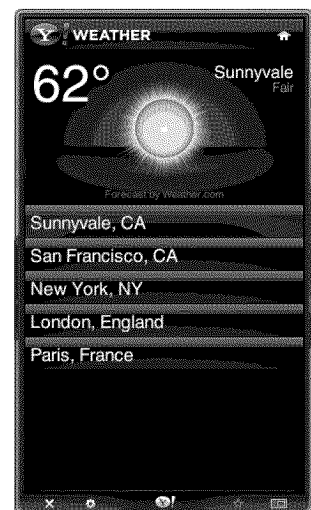 Y! WEATHER
62°
Sunnyvale
Fair
Forecast by Weather.com
Sunnyvale, CA
San Francisco, CA
New York, NY
London, England
Paris, France
Y!